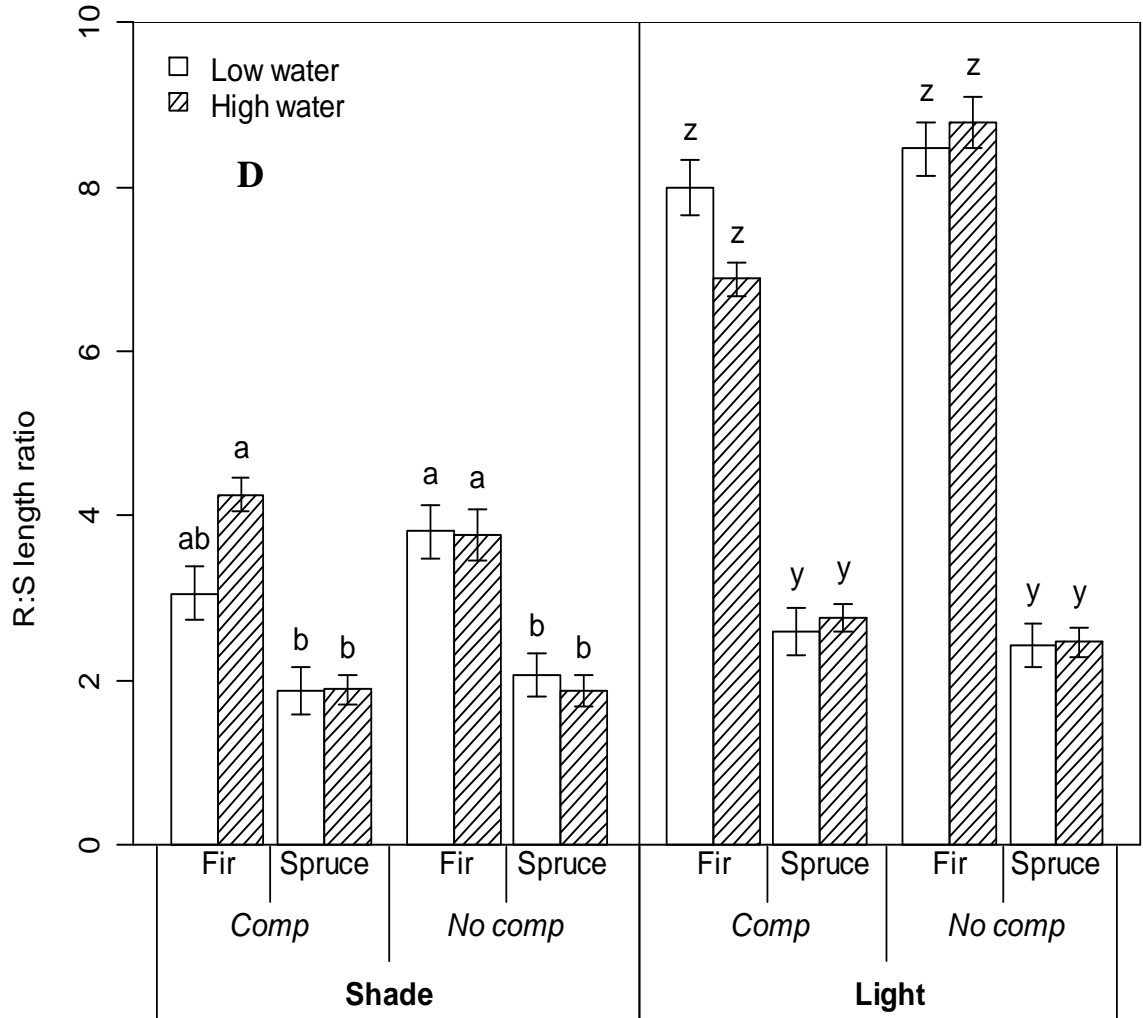 R:S length ratio
10
8
6
4
2
0
Low water
High water
D
ab
a
b
b
a
a
b
b
z
z
y
y
z
z
y
y
Fir Spruce Fir Spruce Fir Spruce Fir Spruce
Comp No comp Comp No comp
Shade Light